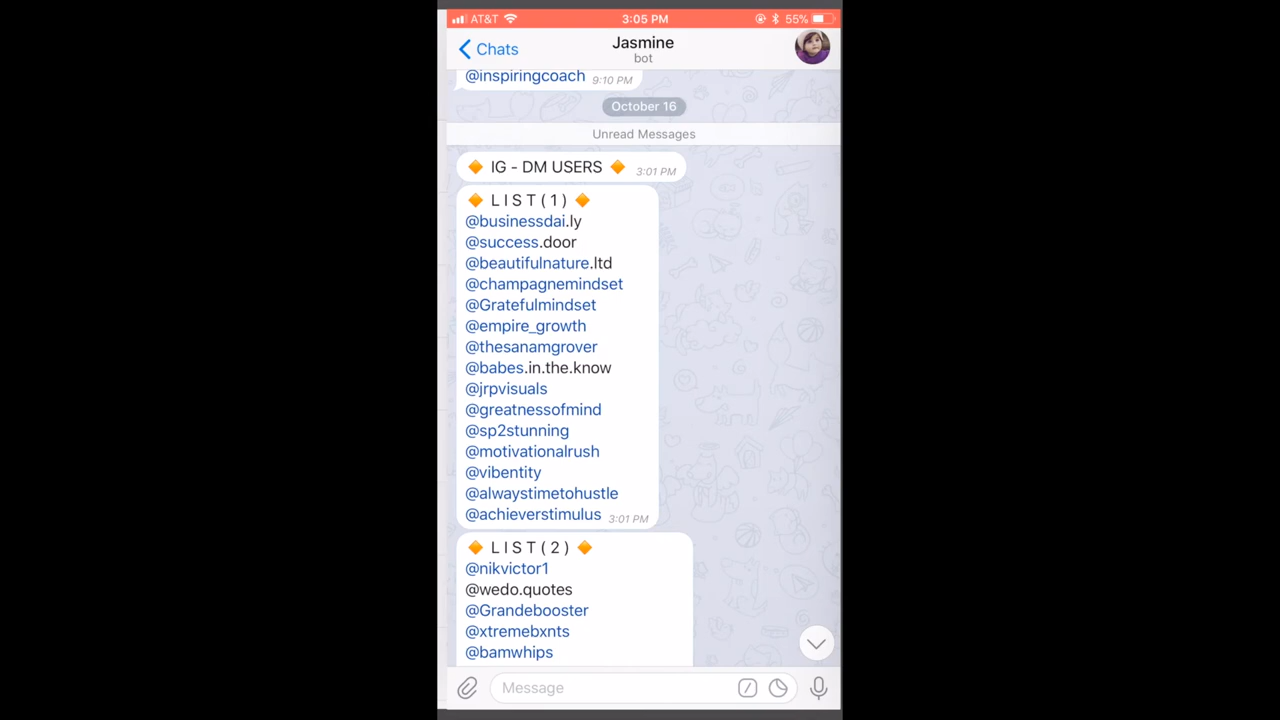 AT&T 3:05 PM 55%
Chats Jasmine
bot
@inspiringcoach 9:10 PM
October 16
Unread Messages
🔶 IG - DM USERS 🔶 3:01 PM
🔶 L I S T ( 1 ) 🔶
@businessdai.ly
@success.door
@beautifulnature.ltd
@champagnemindset
@Gratefulmindset
@empire_growth
@thesanamgrover
@babes.in.the.know
@jrpvisuals
@greatnessofmind
@sp2stunning
@motivationalrush
@vibentity
@alwaystimetohustle
@achieverstimulus 3:01 PM
🔶 L I S T ( 2 ) 🔶
@nikvictor1
@wedo.quotes
@Grandebooster
@xtremebxnts
@bamwhips
Message